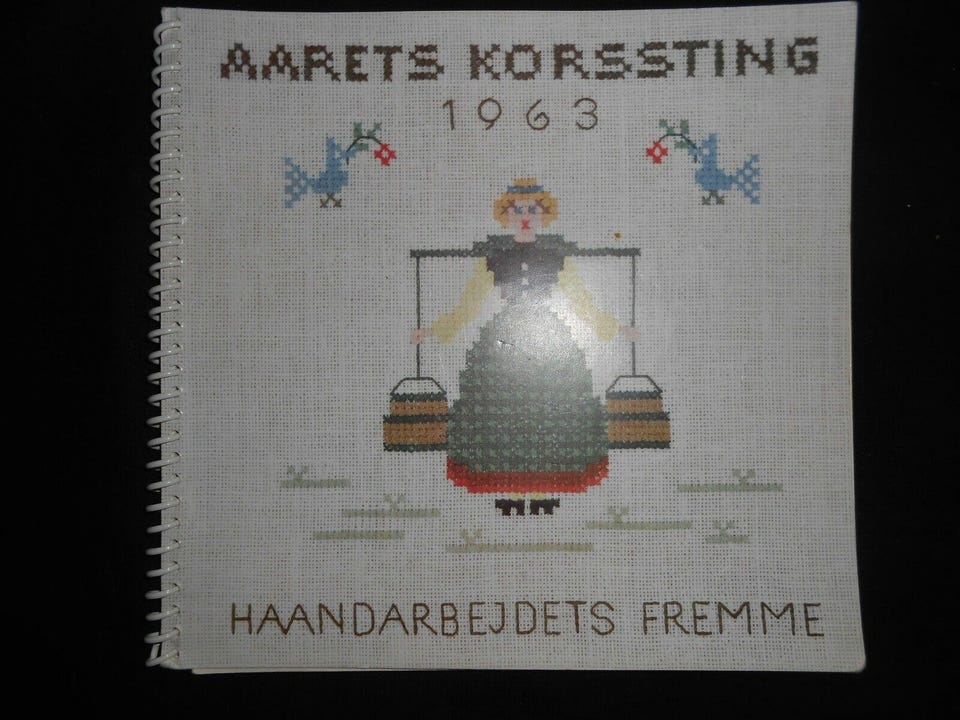 AARETS KORSSTING
1963
HAANDARBEJDETS FREMME